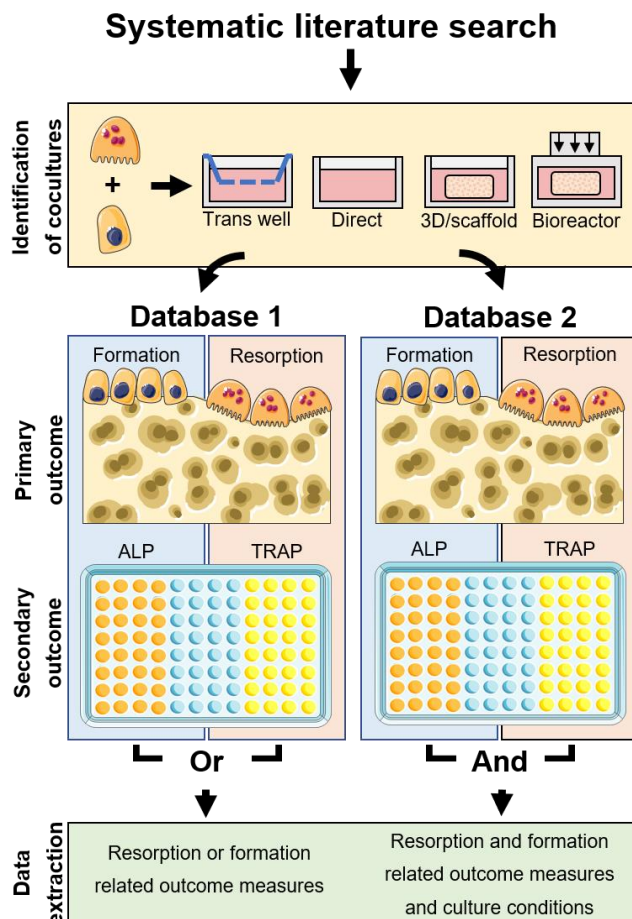 Systematic literature search
Identification
of cocultures
+
Trans well
Direct
3D/scaffold
Bioreactor
Database 1
Database 2
Formation
Resorption
Formation
Resorption
Primary
outcome
ALP
TRAP
ALP
TRAP
Secondary
outcome
Or
And
Data
extraction
Resorption or formation
related outcome measures
Resorption and formation
related outcome measures
and culture conditions